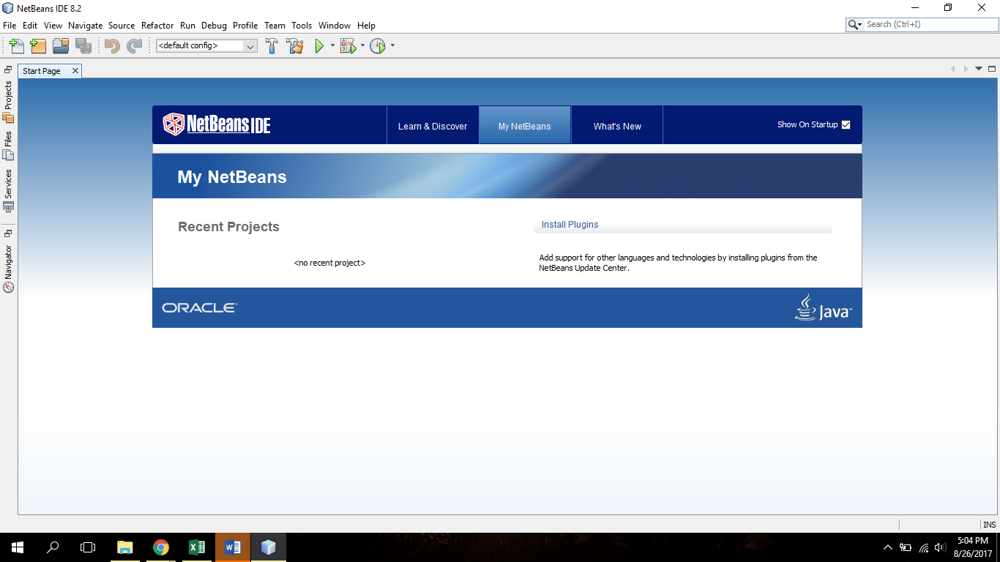 NetBeans IDE 8.2
File Edit View Navigate Source Refactor Run Debug Profile Team Tools Window Help
Search (Ctrl+I)
<default config>
Start Page
Projects
Files
Services
Navigator
NetBeans IDE
Learn & Discover
My NetBeans
What's New
Show On Startup
My NetBeans
Recent Projects
<no recent project>
Install Plugins
Add support for other languages and technologies by installing plugins from the
NetBeans Update Center.
ORACLE
Java
INS
5:04 PM
8/26/2017